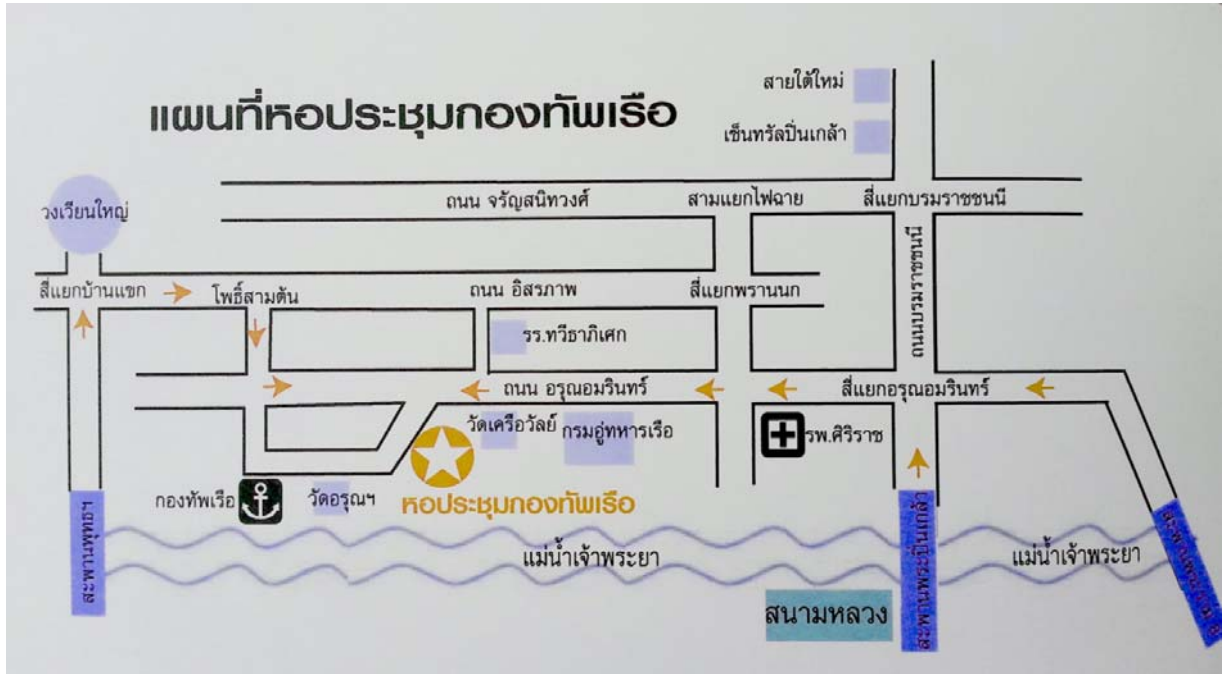 แผนที่หอประชุมกองทัพเรือ
สายใต้ใหม่
เซ็นทรัลปิ่นเกล้า
วงเวียนใหญ่
ถนน จรัญสนิทวงศ์
สามแยกไฟฉาย
สี่แยกบรมราชชนนี
สี่แยกบ้านแขก
โพธิ์สามต้น
ถนน อิสรภาพ
สี่แยกพรานนก
ถนนบรมราชชนนี
รร.ทวีธาภิเศก
ถนน อรุณอมรินทร์
สี่แยกอรุณอมรินทร์
วัดเครือวัลย์
กรมอู่ทหารเรือ
รพ.ศิริราช
กองทัพเรือ
วัดอรุณฯ
หอประชุมกองทัพเรือ
สะพานพุทธฯ
แม่น้ำเจ้าพระยา
สะพานพระปิ่นเกล้า
แม่น้ำเจ้าพระยา
สนามหลวง
สะพานพระราม 8